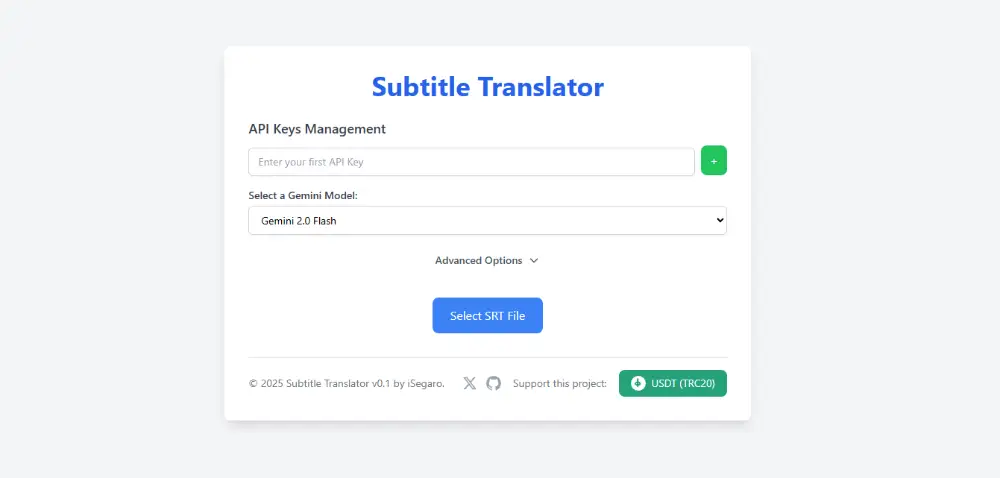 Subtitle Translator
API Keys Management
Enter your first API Key
+
Select a Gemini Model:
Gemini 2.0 Flash
Advanced Options
Select SRT File
© 2025 Subtitle Translator v0.1 by iSegaro. Support this project: USDT (TRC20)